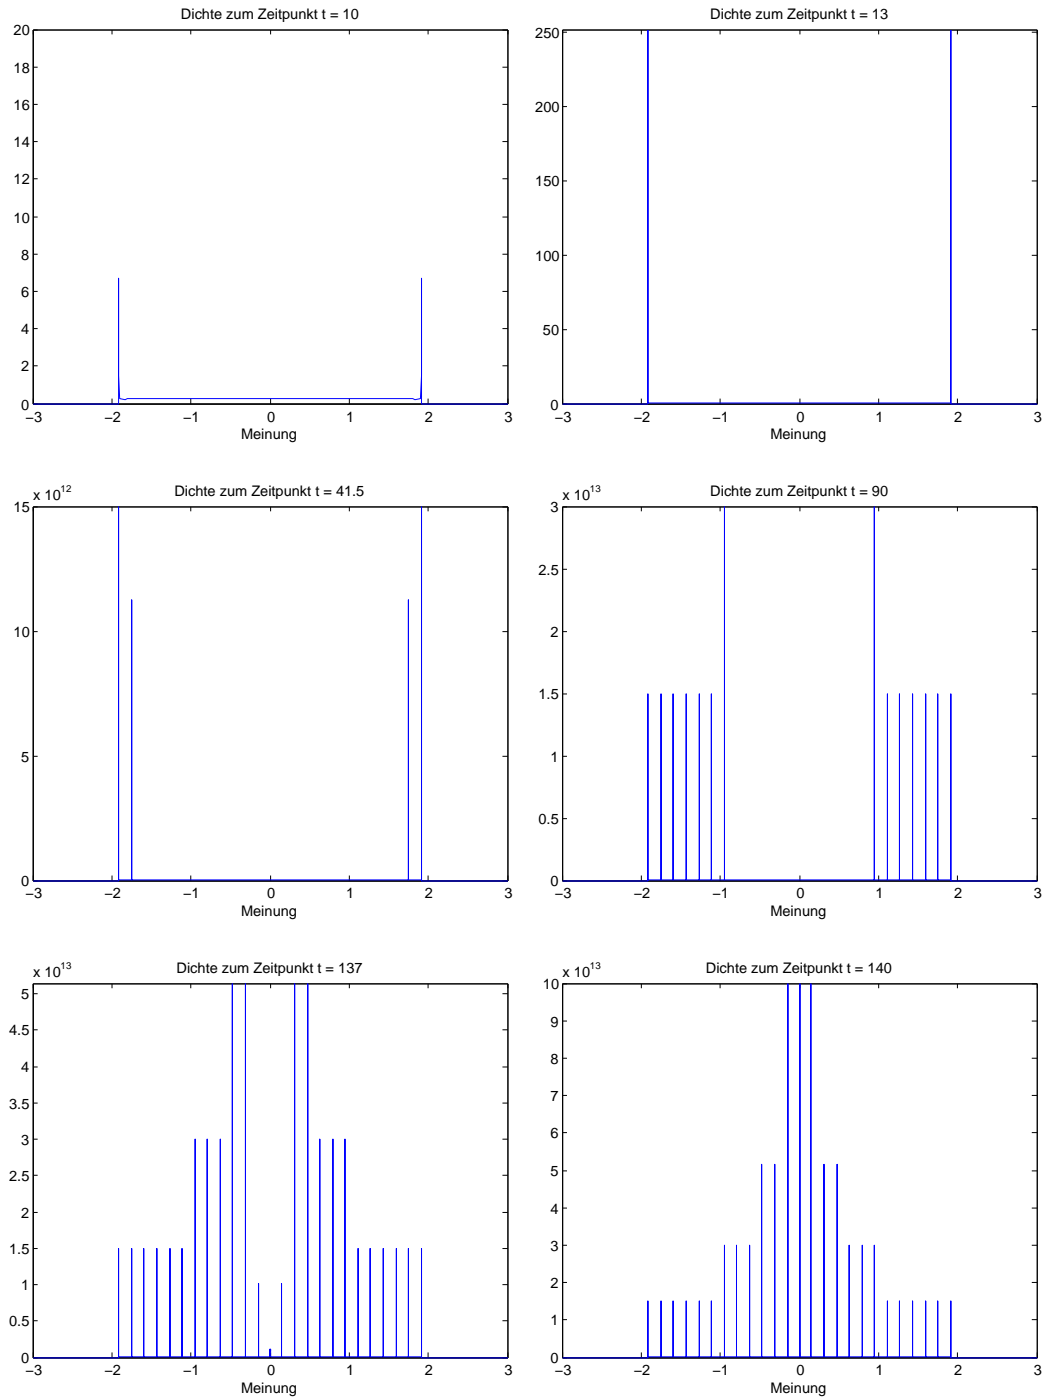 Dichte zum Zeitpunkt t = 10
20
18
16
14
12
10
8
6
4
2
0
−3 −2 −1 0 1 2 3
Meinung
Dichte zum Zeitpunkt t = 13
250
200
150
100
50
0
−3 −2 −1 0 1 2 3
Meinung
Dichte zum Zeitpunkt t = 41.5
x 10^12
15
10
5
0
−3 −2 −1 0 1 2 3
Meinung
Dichte zum Zeitpunkt t = 90
x 10^13
3
2.5
2
1.5
1
0.5
0
−3 −2 −1 0 1 2 3
Meinung
Dichte zum Zeitpunkt t = 137
x 10^13
5
4.5
4
3.5
3
2.5
2
1.5
1
0.5
0
−3 −2 −1 0 1 2 3
Meinung
Dichte zum Zeitpunkt t = 140
x 10^13
10
9
8
7
6
5
4
3
2
1
0
−3 −2 −1 0 1 2 3
Meinung